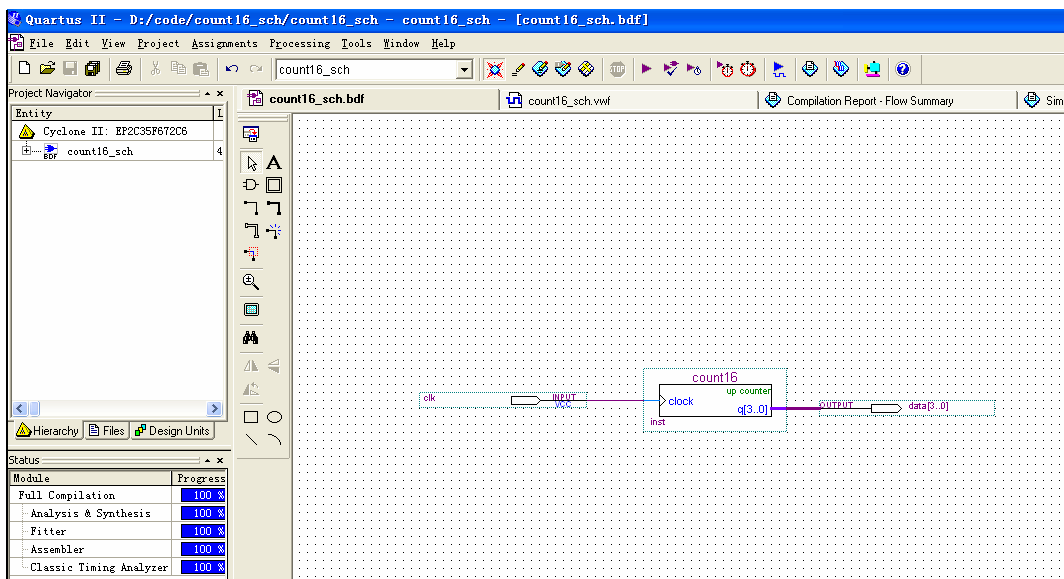 Quartus II - D:/code/count16_sch/count16_sch - count16_sch - [count16_sch.bdf]
File Edit View Project Assignments Processing Tools Window Help
count16_sch
STOP
Project Navigator
count16_sch.bdf
count16_sch.vwf
Compilation Report - Flow Summary
Sim
Entity
L
Cyclone II: EP2C35F672C6
BDF
count16_sch
4
A
count16
up counter
clock
q[3..0]
inst
clk
INPUT
VCC
OUTPUT
data[3..0]
Hierarchy
Files
Design Units
Status
Module Progress
Full Compilation 100 %
Analysis & Synthesis 100 %
Fitter 100 %
Assembler 100 %
Classic Timing Analyzer 100 %